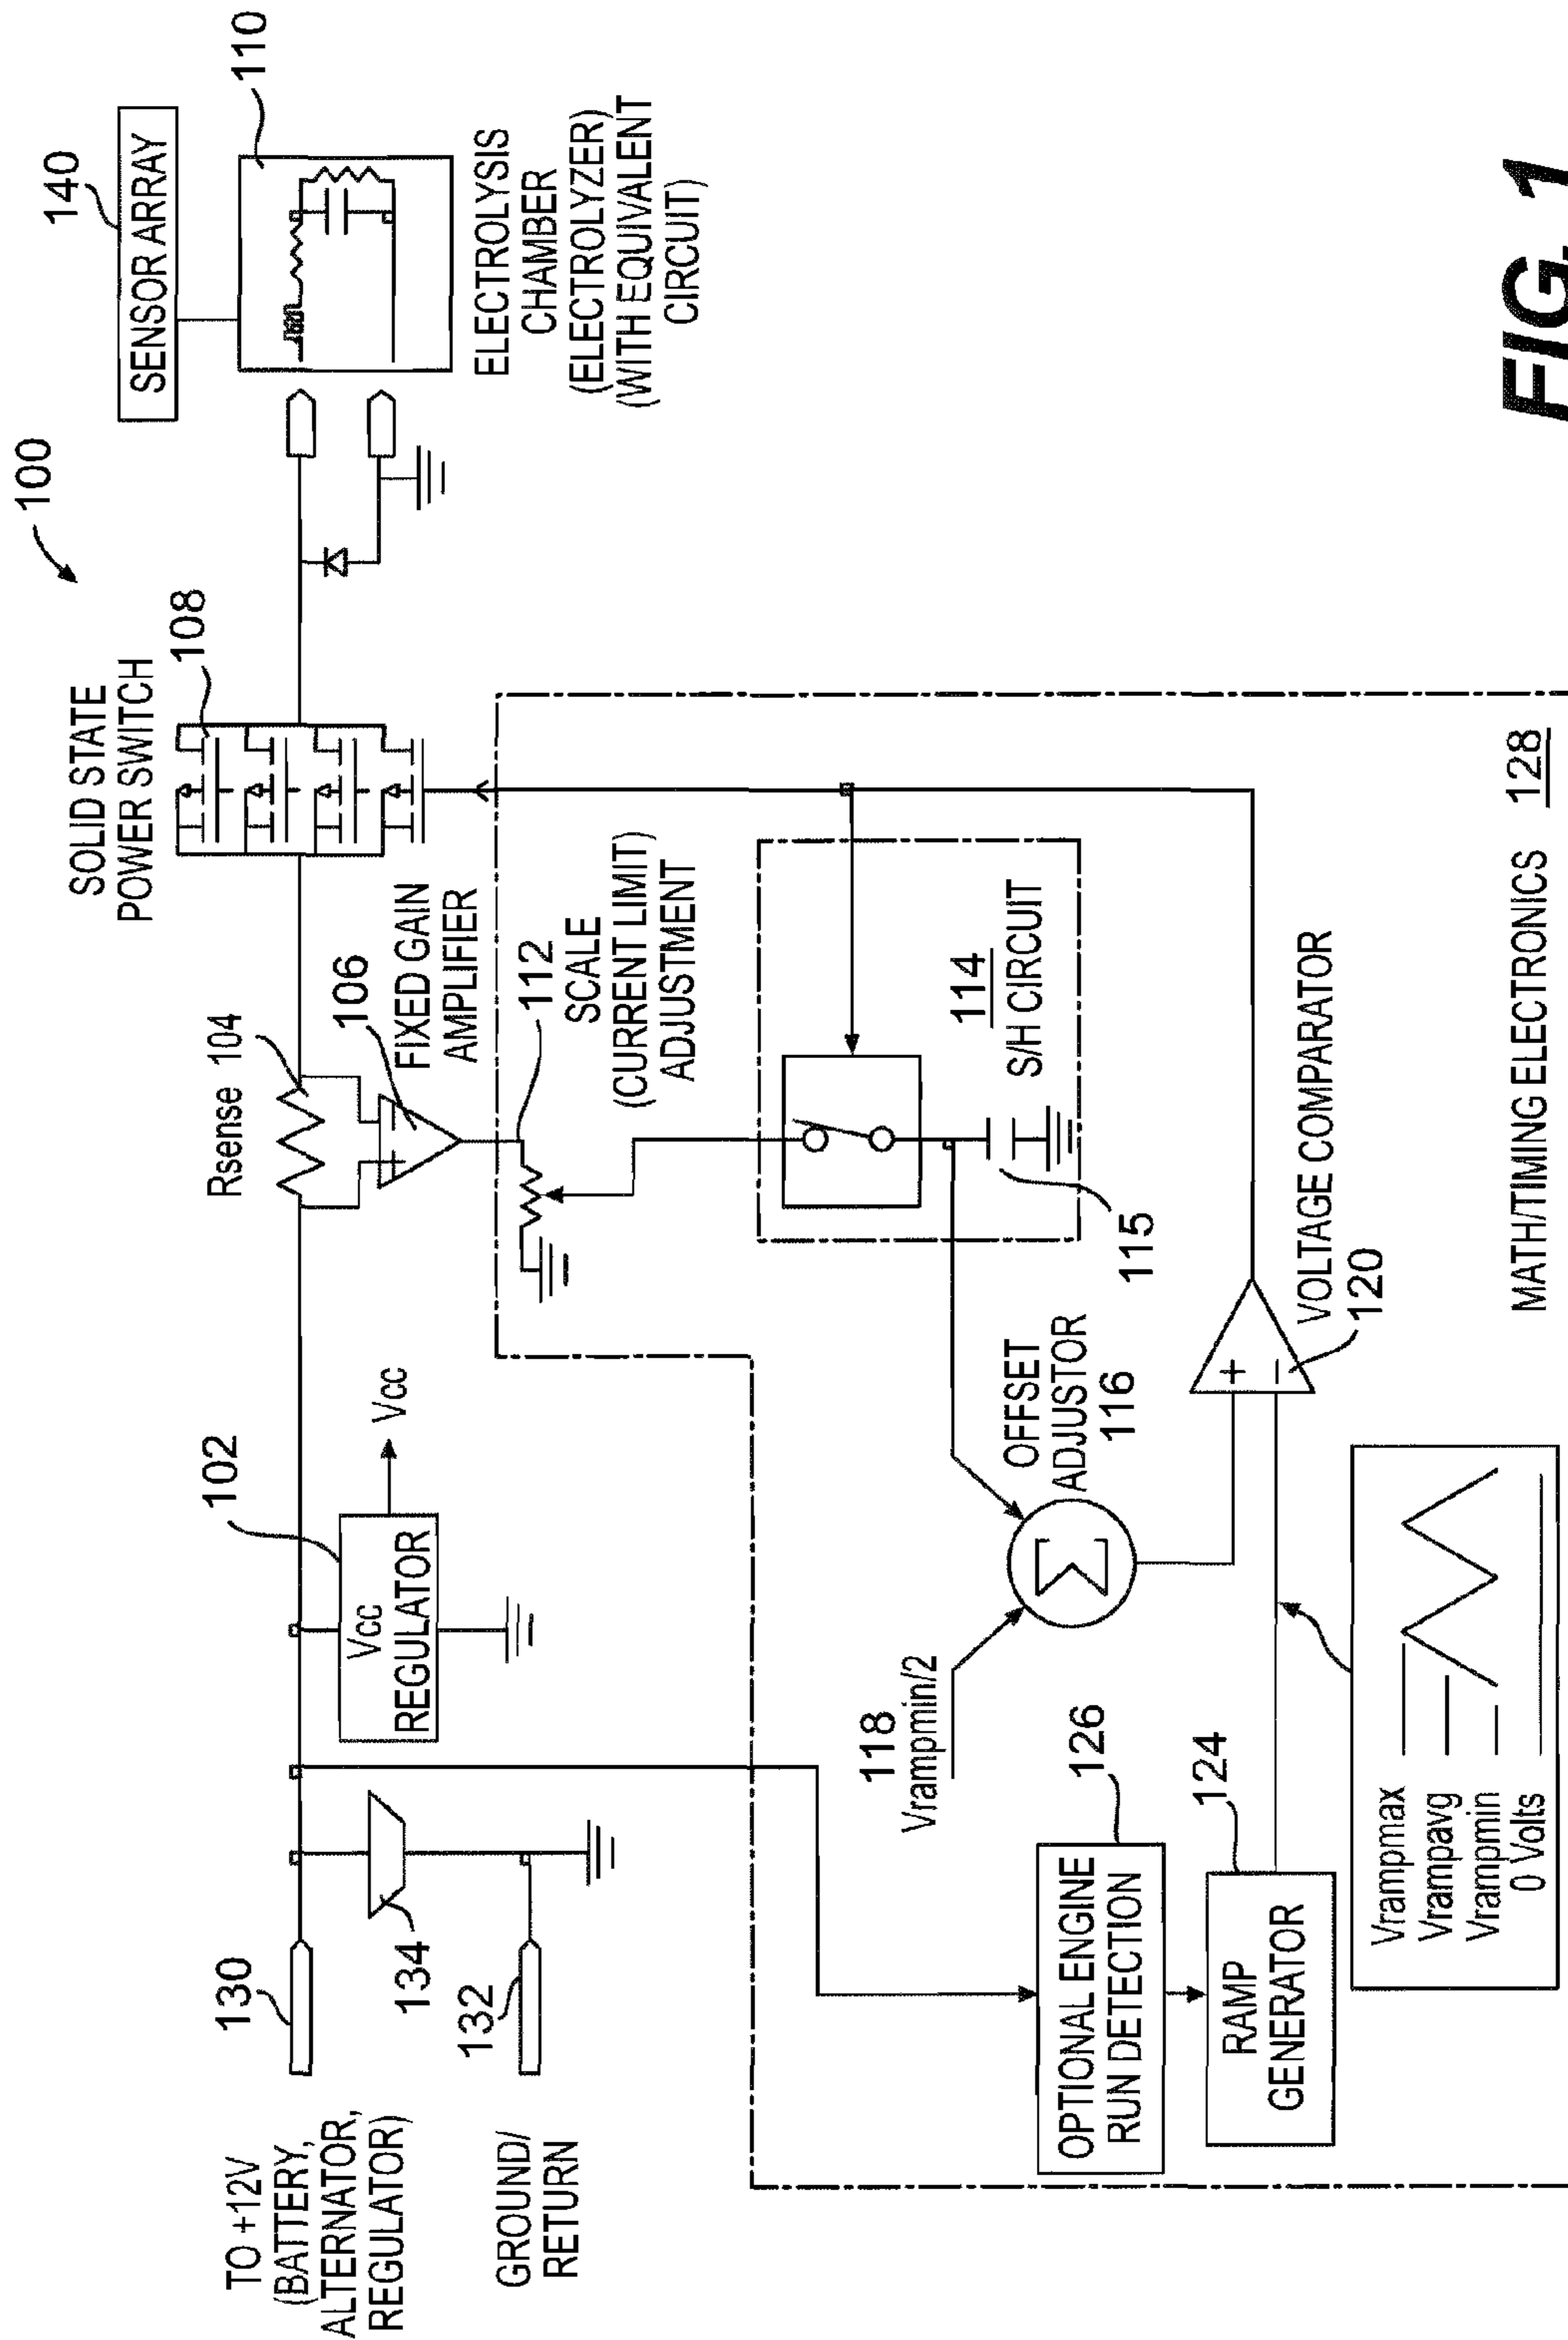 100
140
SENSOR ARRAY
110
ELECTROLYSIS
CHAMBER
(ELECTROLYZER)
(WITH EQUIVALENT
CIRCUIT)
SOLID STATE
POWER SWITCH
108
Rsense 104
106
FIXED GAIN
AMPLIFIER
112
SCALE
(CURRENT LIMIT)
ADJUSTMENT
102
Vcc
REGULATOR
Vcc
TO +12V
(BATTERY,
ALTERNATOR,
REGULATOR)
130
134
132
GROUND/
RETURN
114
S/H CIRCUIT
115
OFFSET
ADJUSTOR
116
Σ
118
Vrampmin/2
126
OPTIONAL ENGINE
RUN DETECTION
124
RAMP
GENERATOR
+
−
VOLTAGE COMPARATOR
120
Vrampmax
Vrampavg
Vrampmin
0 Volts
MATH/TIMING ELECTRONICS 128
FIG. 1